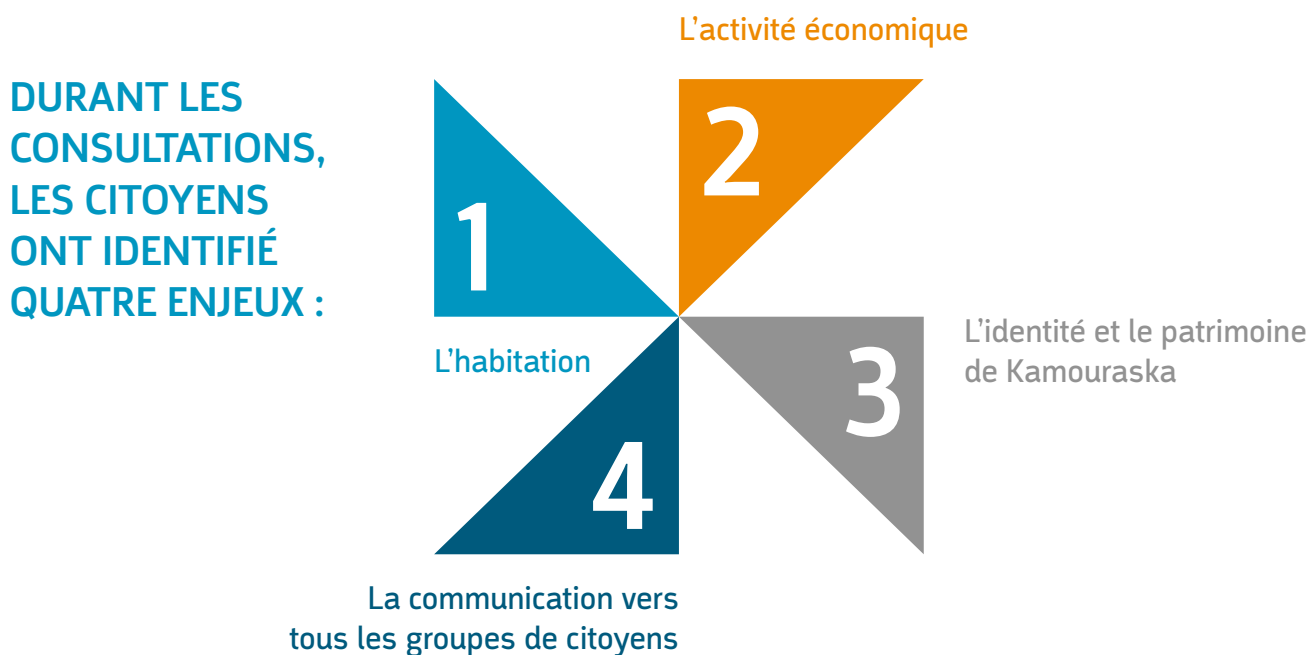 DURANT LES
CONSULTATIONS,
LES CITOYENS
ONT IDENTIFIÉ
QUATRE ENJEUX :
1
L'habitation
L'activité économique
2
3
L'identité et le patrimoine
de Kamouraska
4
La communication vers
tous les groupes de citoyens